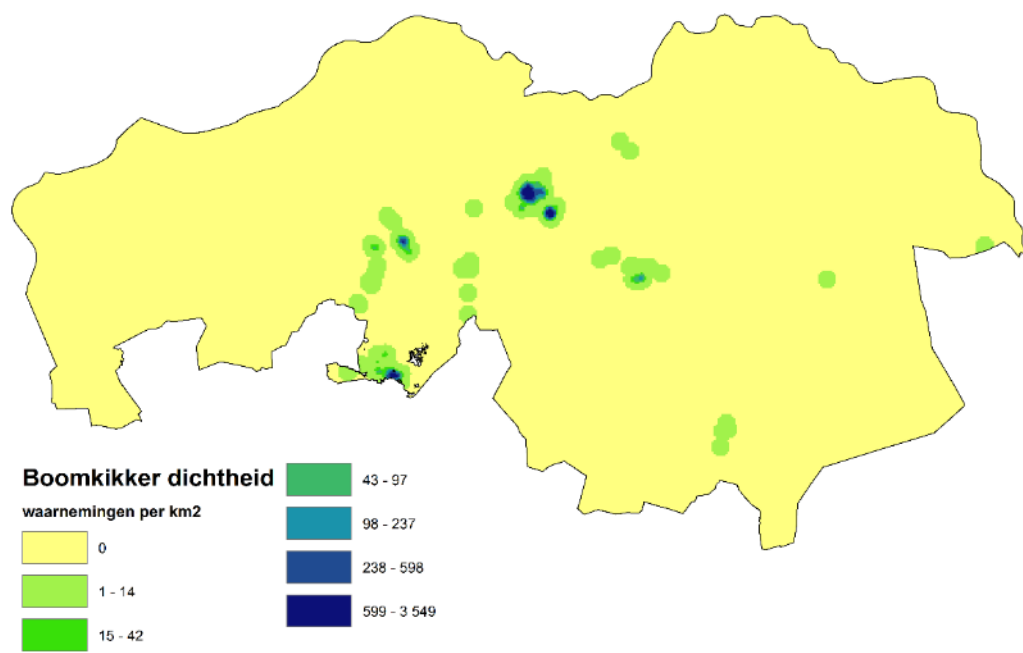 Boomkikker dichtheid
waarnemingen per km2
0
1 - 14
15 - 42
43 - 97
98 - 237
238 - 598
599 - 3 549